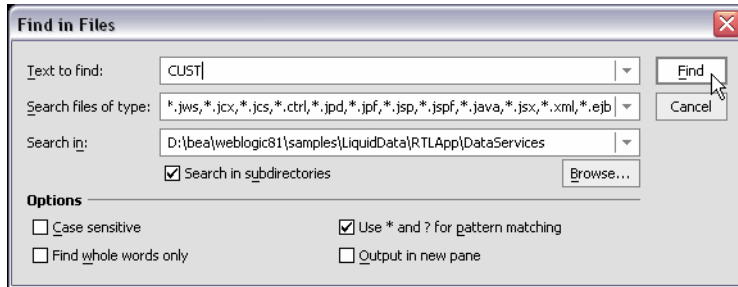 Find in Files
Text to find: CUST Find
Search files of type: *.jws,*.jcx,*.jcs,*.ctrl,*.jpd,*.jpf,*.jsp,*.jspf,*.java,*.jsx,*.xml,*.ejb Cancel
Search in: D:\bea\weblogic81\samples\LiquidData\RTLApp\DataServices
Search in subdirectories Browse...
Options
Case sensitive Use * and ? for pattern matching
Find whole words only Output in new pane